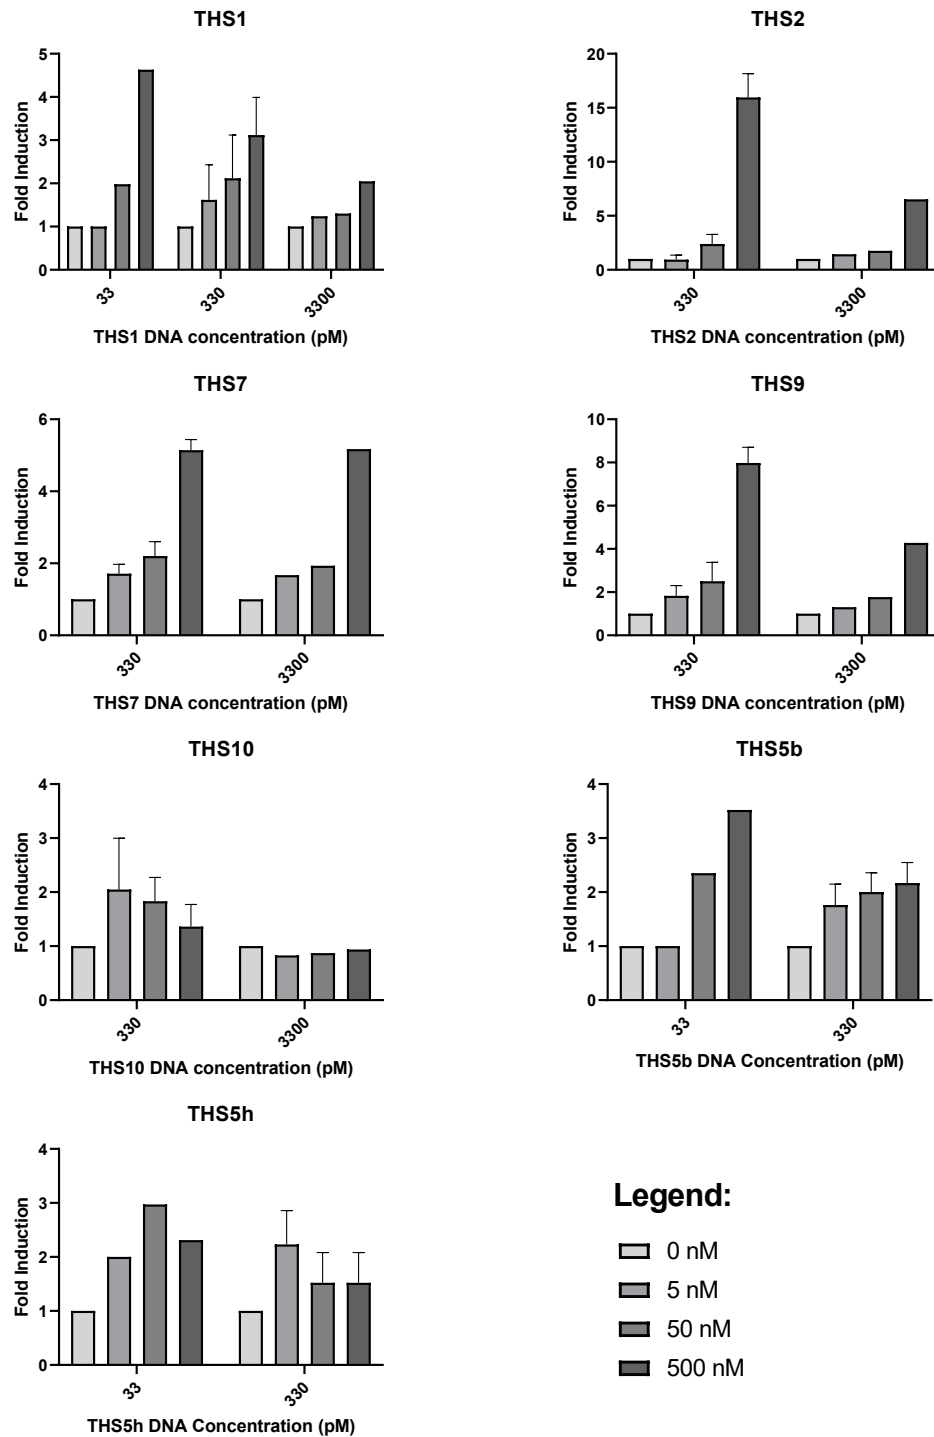 THS1
5
4
3
2
1
0
Fold Induction
33
330
3300
THS1 DNA concentration (pM)
THS2
20
15
10
5
0
Fold Induction
330
3300
THS2 DNA concentration (pM)
THS7
6
4
2
0
Fold Induction
330
3300
THS7 DNA concentration (pM)
THS9
10
8
6
4
2
0
Fold Induction
330
3300
THS9 DNA concentration (pM)
THS10
4
3
2
1
0
Fold Induction
330
3300
THS10 DNA concentration (pM)
THS5b
4
3
2
1
0
Fold Induction
33
330
THS5b DNA Concentration (pM)
THS5h
4
3
2
1
0
Fold Induction
33
330
THS5h DNA Concentration (pM)
Legend:
0 nM
5 nM
50 nM
500 nM